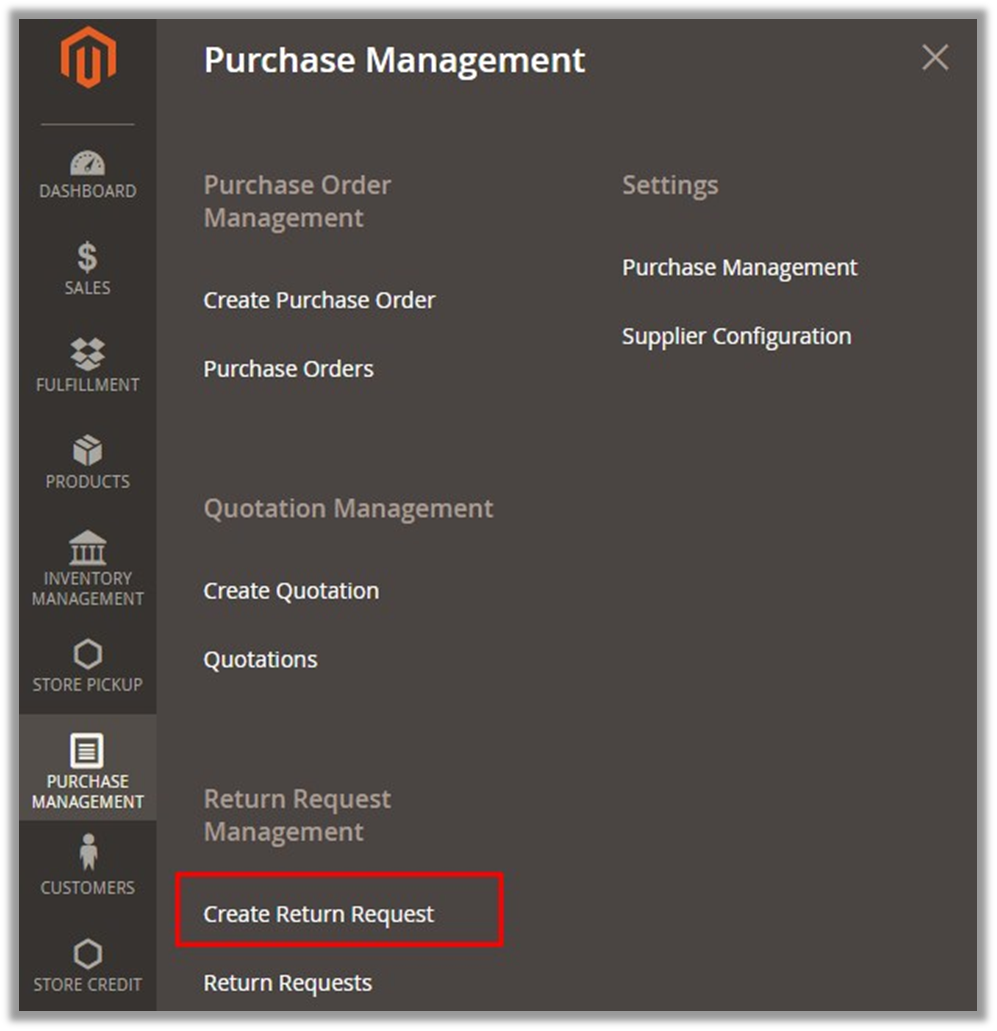 Purchase Management
DASHBOARD
SALES
FULFILLMENT
PRODUCTS
INVENTORY
MANAGEMENT
STORE PICKUP
PURCHASE
MANAGEMENT
CUSTOMERS
STORE CREDIT
Purchase Order
Management
Create Purchase Order
Purchase Orders
Quotation Management
Create Quotation
Quotations
Return Request
Management
Create Return Request
Return Requests
Settings
Purchase Management
Supplier Configuration